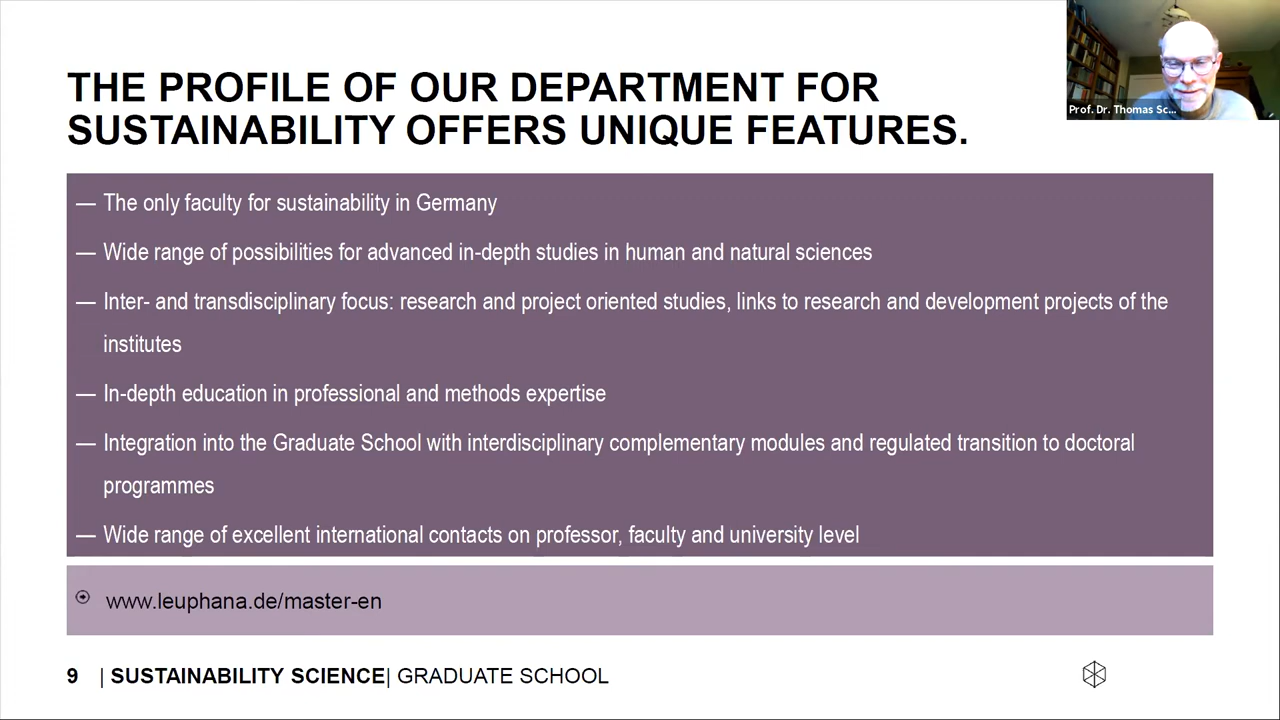 THE PROFILE OF OUR DEPARTMENT FOR
SUSTAINABILITY OFFERS UNIQUE FEATURES.
Prof. Dr. Thomas Sc...
— The only faculty for sustainability in Germany
— Wide range of possibilities for advanced in-depth studies in human and natural sciences
— Inter- and transdisciplinary focus: research and project oriented studies, links to research and development projects of the
institutes
— In-depth education in professional and methods expertise
— Integration into the Graduate School with interdisciplinary complementary modules and regulated transition to doctoral
programmes
— Wide range of excellent international contacts on professor, faculty and university level
www.leuphana.de/master-en
9 | SUSTAINABILITY SCIENCE| GRADUATE SCHOOL